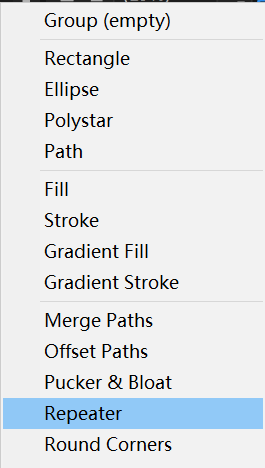 Group (empty)
Rectangle
Ellipse
Polystar
Path
Fill
Stroke
Gradient Fill
Gradient Stroke
Merge Paths
Offset Paths
Pucker & Bloat
Repeater
Round Corners